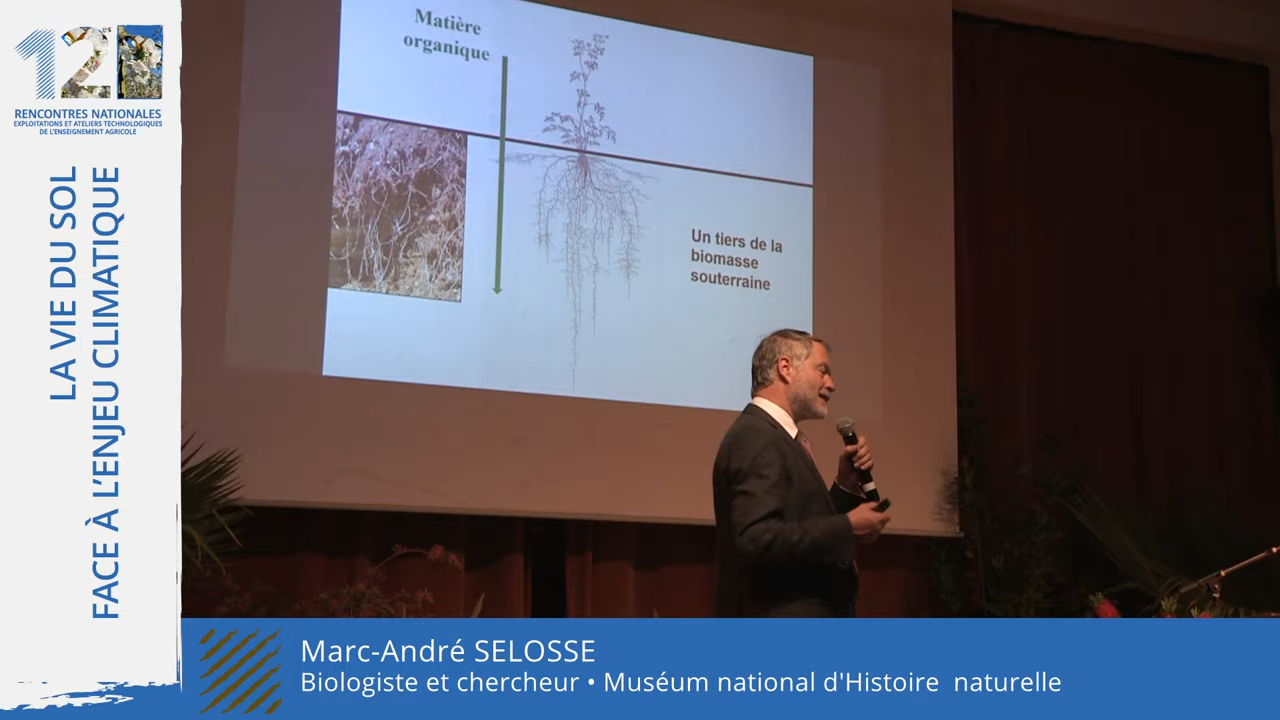 12es
RENCONTRES NATIONALES
EXPLOITATIONS ET ATELIERS TECHNOLOGIQUES
DE L'ENSEIGNEMENT AGRICOLE
LA VIE DU SOL
FACE À L'ENJEU CLIMATIQUE
Matière
organique
Un tiers de la
biomasse
souterraine
Marc-André SELOSSE
Biologiste et chercheur • Muséum national d'Histoire naturelle